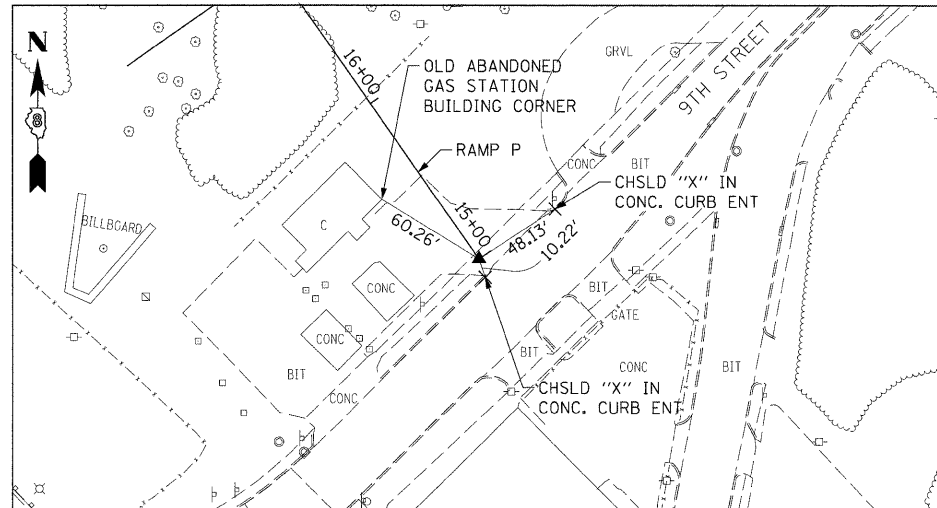 N
8
16+00
OLD ABANDONED
GAS STATION
BUILDING CORNER
GRVL
9TH STREET
RAMP P
CONC
BIT
CHSLD "X" IN
CONC. CURB ENT
BILLBOARD
C
60.26'
15+00
48.13'
10.22'
CONC
BIT
GATE
CONC
BIT
CONC
BIT
BIT
CONC
CHSLD "X" IN
CONC. CURB ENT